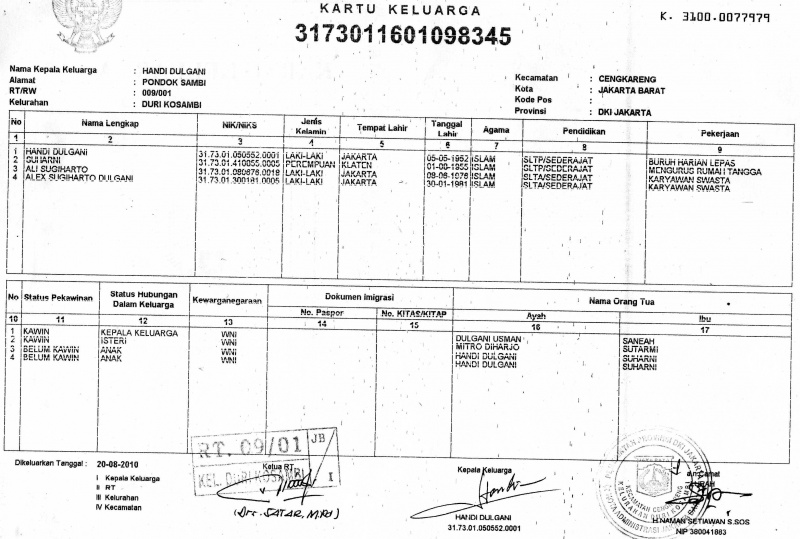 KARTU KELUARGA
K. 3100.0077979
3173011601098345
Nama Kepala Keluarga : HANDI DULGANI
Alamat : PONDOK SAMBI
RT/RW : 009/001
Kelurahan : DURI KOSAMBI
Kecamatan : CENGKARENG
Kota : JAKARTA BARAT
Kode Pos :
Provinsi : DKI JAKARTA
No Nama Lengkap NIK/NIKS Jenis Kelamin Tempat Lahir Tanggal Lahir Agama Pendidikan Pekerjaan
1 2 3 4 5 6 7 8 9
1 HANDI DULGANI 31.73.01.050552.0001 LAKI-LAKI JAKARTA 05-05-1952 ISLAM SLTP/SEDERAJAT BURUH HARIAN LEPAS
2 SUHARNI 31.73.01.410855.0005 PEREMPUAN KLATEN 01-08-1955 ISLAM SLTP/SEDERAJAT MENGURUS RUMAH TANGGA
3 ALI SUGIHARTO 31.73.01.080676.0018 LAKI-LAKI JAKARTA 08-06-1976 ISLAM SLTA/SEDERAJAT KARYAWAN SWASTA
4 ALEX SUGIHARTO DULGANI 31.73.01.300181.0005 LAKI-LAKI JAKARTA 30-01-1981 ISLAM SLTA/SEDERAJAT KARYAWAN SWASTA
No Status Pekawinan Status Hubungan Dalam Keluarga Kewarganegaraan Dokumen Imigrasi Nama Orang Tua
No. Paspor No. KITAS/KITAP Ayah Ibu
10 11 12 13 14 15 16 17
1 KAWIN KEPALA KELUARGA WNI DULGANI USMAN SANEAH
2 KAWIN ISTERI WNI MITRO DIHARJO SUTARMI
3 BELUM KAWIN ANAK WNI HANDI DULGANI SUHARNI
4 BELUM KAWIN ANAK WNI HANDI DULGANI SUHARNI
RT. 09/01 JB
KEL. DURI KOSAMBI I
Dikeluarkan Tanggal : 20-08-2010
I Kepala Keluarga
II RT
III Kelurahan
IV Kecamatan
Ketua RT
(Drs. SATAR, M.Pd)
Kepala Keluarga
HANDI DULGANI
31.73.01.050552.0001
a.n Camat
LURAH
KECAMATAN CENGKARENG
KELURAHAN DURI KOSAMBI
H.NAMAN SETIAWAN S.SOS
NIP 380041883